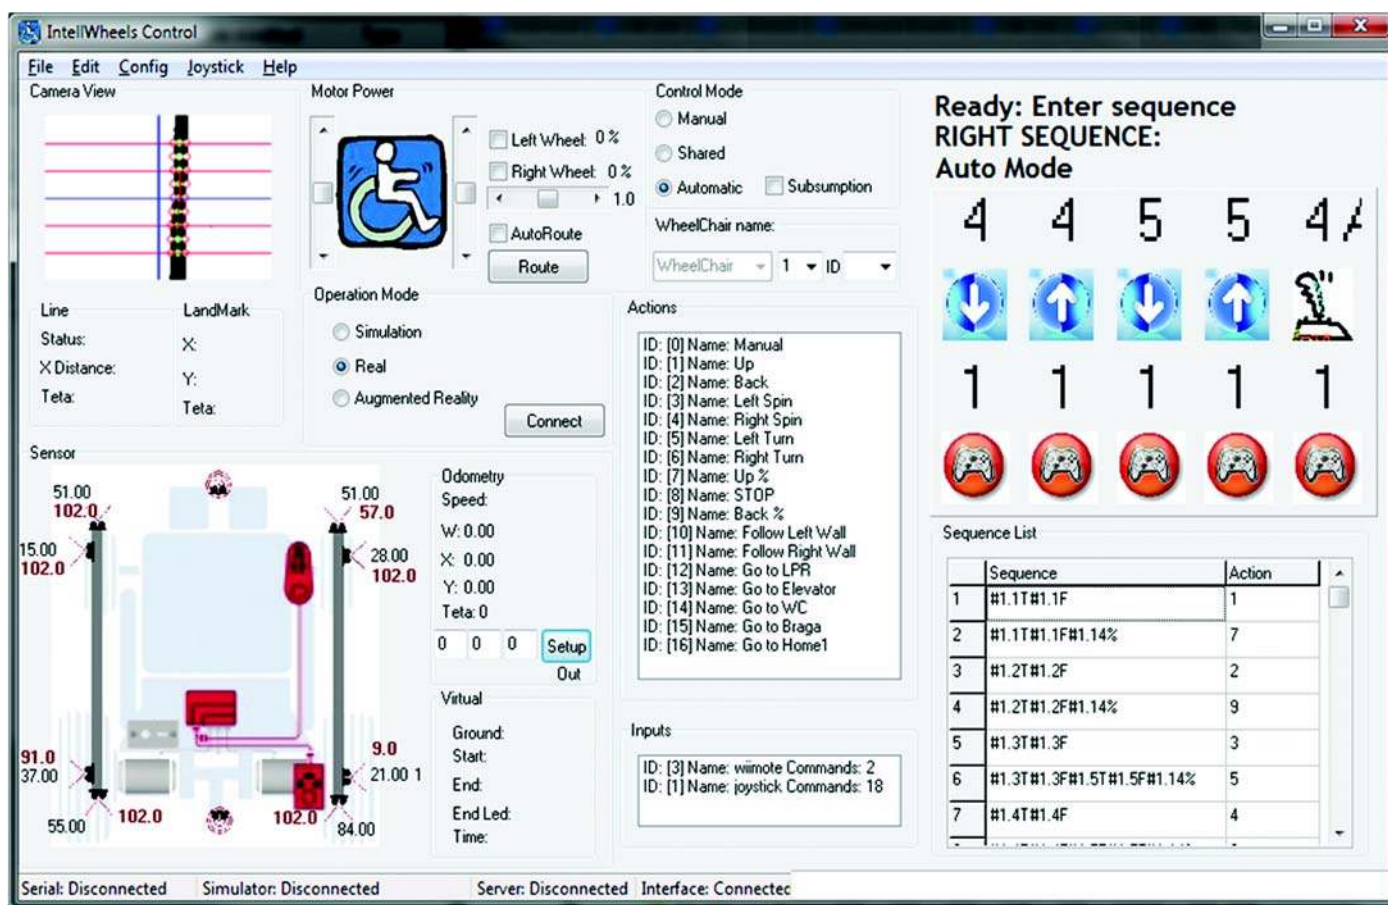 IntellWheels Control
File Edit Config Joystick Help
Camera View
Motor Power
Left Wheel: 0 %
Right Wheel: 0 %
1.0
AutoRoute
Route
Control Mode
Manual
Shared
Automatic Subsumption
WheelChair name:
WheelChair 1 ID
Ready: Enter sequence
RIGHT SEQUENCE:
Auto Mode
4 4 5 5 4
1 1 1 1 1
Line
Status:
X Distance:
Teta:
LandMark
X:
Y:
Teta:
Operation Mode
Simulation
Real
Augmented Reality
Connect
Actions
ID: [0] Name: Manual
ID: [1] Name: Up
ID: [2] Name: Back
ID: [3] Name: Left Spin
ID: [4] Name: Right Spin
ID: [5] Name: Left Turn
ID: [6] Name: Right Turn
ID: [7] Name: Up %
ID: [8] Name: STOP
ID: [9] Name: Back %
ID: [10] Name: Follow Left Wall
ID: [11] Name: Follow Right Wall
ID: [12] Name: Go to LPR
ID: [13] Name: Go to Elevator
ID: [14] Name: Go to WC
ID: [15] Name: Go to Braga
ID: [16] Name: Go to Home1
Sensor
51.00 51.00
102.0 57.0
15.00 28.00
102.0 102.0
91.0 9.0
37.00 21.00 1
102.0 102.0
55.00 84.00
Odometry
Speed:
W: 0.00
X: 0.00
Y: 0.00
Teta: 0
0 0 0 Setup
Out
Virtual
Ground:
Start:
End:
End Led:
Time:
Inputs
ID: [3] Name: wiimote Commands: 2
ID: [1] Name: joystick Commands: 18
Sequence List
Sequence Action
1 #1.1T#1.1F 1
2 #1.1T#1.1F#1.14% 7
3 #1.2T#1.2F 2
4 #1.2T#1.2F#1.14% 9
5 #1.3T#1.3F 3
6 #1.3T#1.3F#1.5T#1.5F#1.14% 5
7 #1.4T#1.4F 4
Serial: Disconnected Simulator: Disconnected Server: Disconnected Interface: Connected